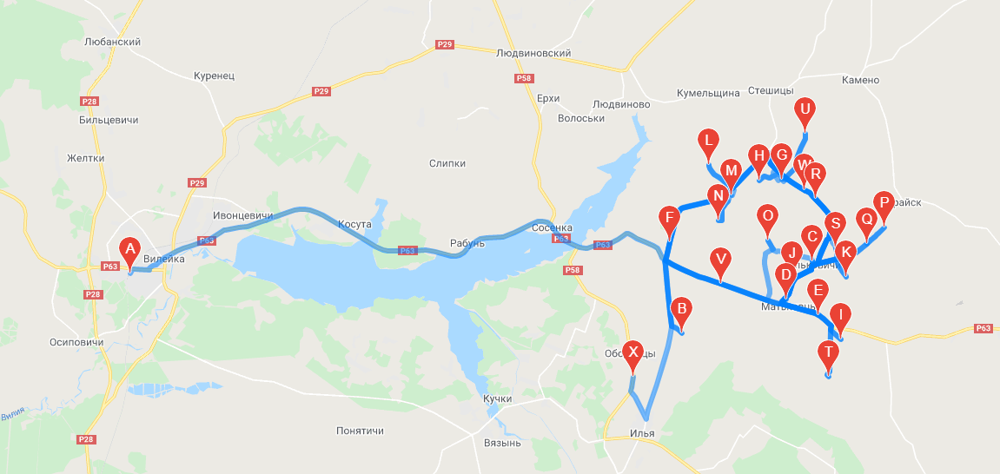 Любанский
P29
Людвиновский
Куренец
P58
Камено
P29
Кумельщина
Стешицы
P28
Ерхи
Людвиново
U
Бильцевичи
Волоськи
L
Желтки
Слипки
H
G
W
M
R
P29
N
P
O
F
Q
Ивонцевичи
Косута
S
Сосенка
C
P63
Рабунь
P63
P63
P63
A
J
K
Вилейка
V
P63
P58
D
P28
E
B
I
P63
Осиповичи
X
T
Кучки
Вилия
Понятичи
Илья
P28
Вязынь